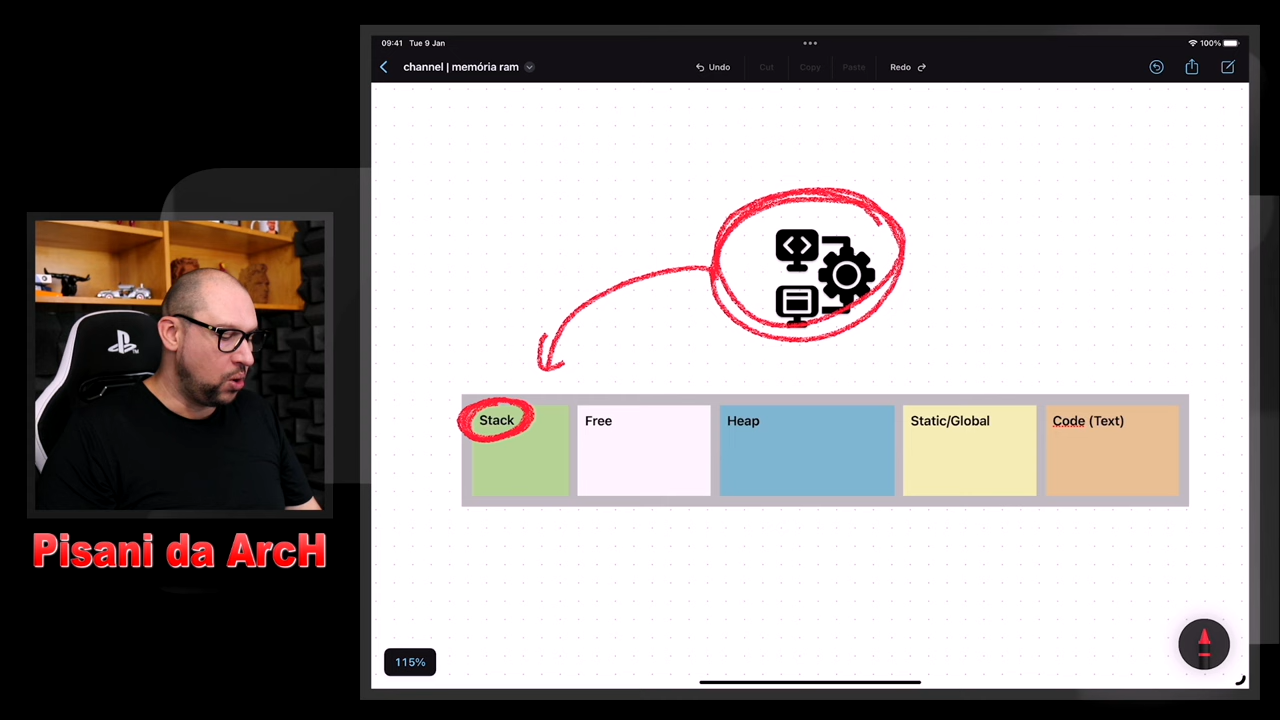 09:41 Tue 9 Jan
100%
channel | memória ram
Undo
Cut
Copy
Paste
Redo
Stack
Free
Heap
Static/Global
Code (Text)
Pisani da ArcH
115%